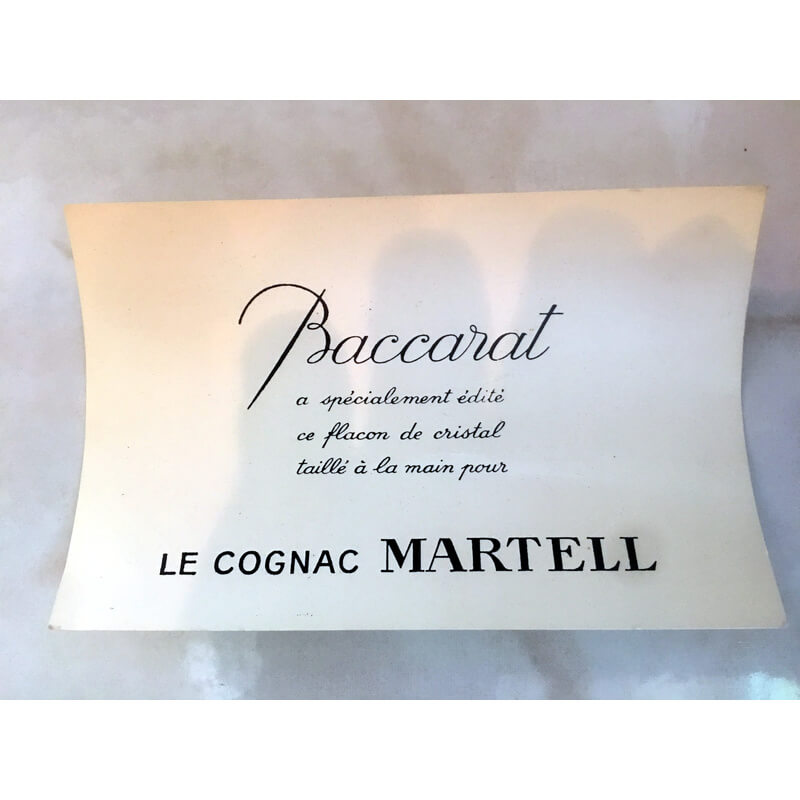 Baccarat
a spécialement édité
ce flacon de cristal
taillé à la main pour
LE COGNAC MARTELL